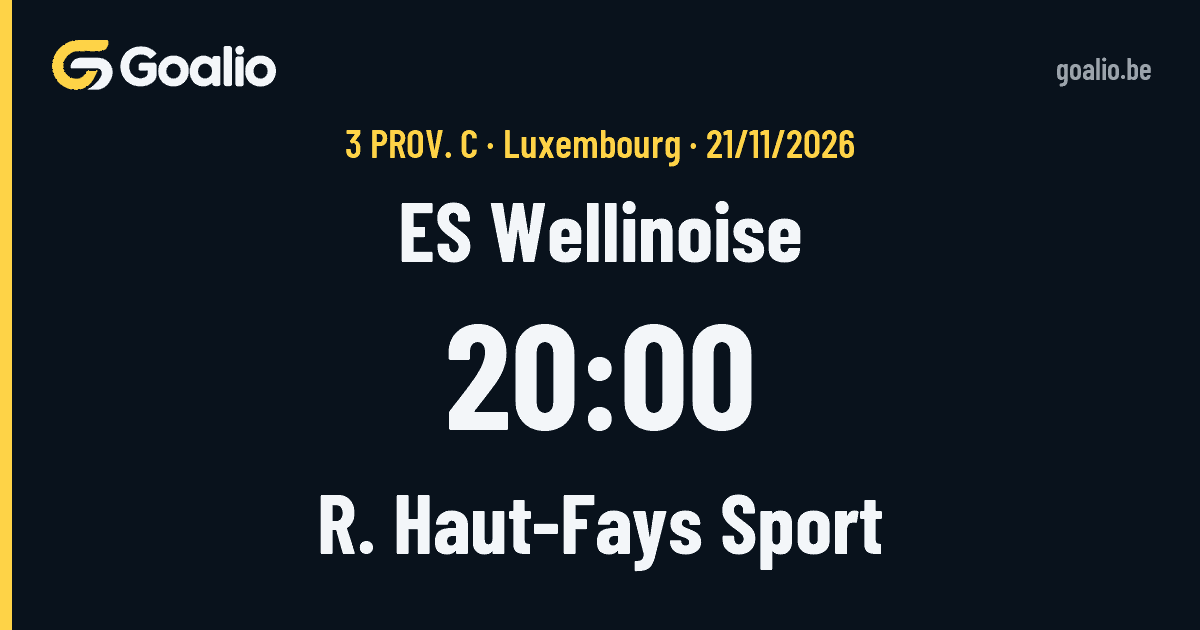 Goalio
goalio.be
3 PROV. C · Luxembourg · 21/11/2026
ES Wellinoise
20:00
R. Haut-Fays Sport